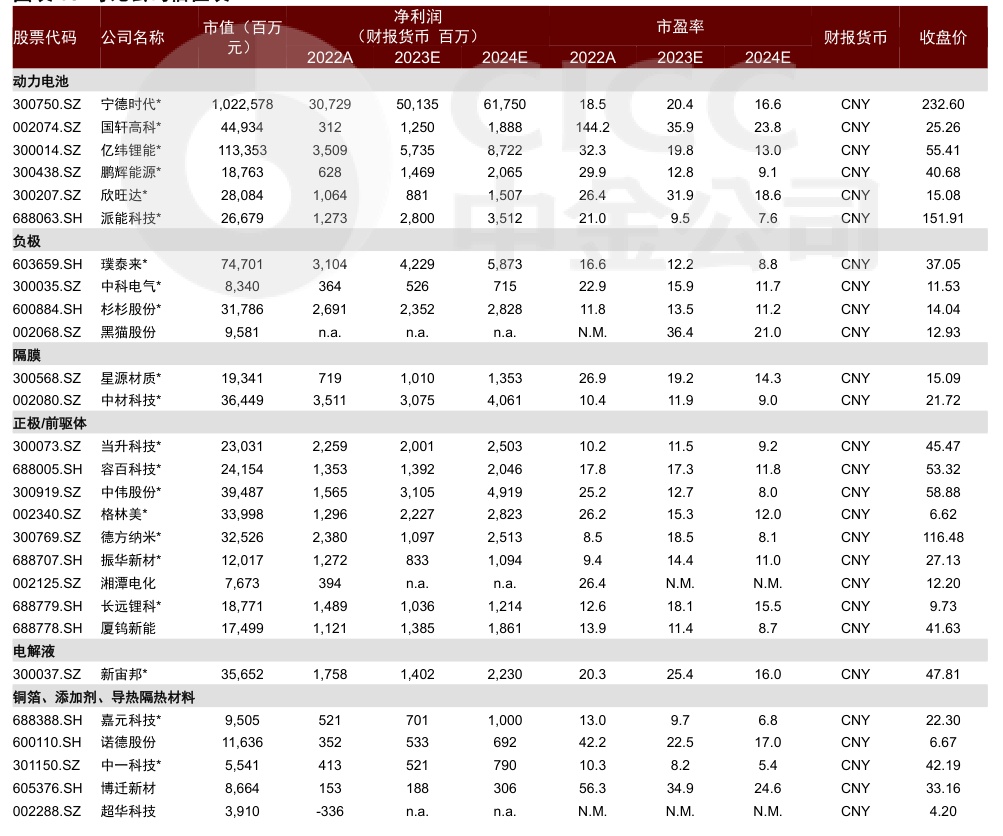 股票代码 公司名称 市值（百万元） 净利润（财报货币 百万） 市盈率 财报货币 收盘价
2022A 2023E 2024E 2022A 2023E 2024E
动力电池
300750.SZ 宁德时代* 1,022,578 30,729 50,135 61,750 18.5 20.4 16.6 CNY 232.60
002074.SZ 国轩高科* 44,934 312 1,250 1,888 144.2 35.9 23.8 CNY 25.26
300014.SZ 亿纬锂能* 113,353 3,509 5,735 8,722 32.3 19.8 13.0 CNY 55.41
300438.SZ 鹏辉能源* 18,763 628 1,469 2,065 29.9 12.8 9.1 CNY 40.68
300207.SZ 欣旺达* 28,084 1,064 881 1,507 26.4 31.9 18.6 CNY 15.08
688063.SH 派能科技* 26,679 1,273 2,800 3,512 21.0 9.5 7.6 CNY 151.91
负极
603659.SH 璞泰来* 74,701 3,104 4,229 5,873 16.6 12.2 8.8 CNY 37.05
300035.SZ 中科电气* 8,340 364 526 715 22.9 15.9 11.7 CNY 11.53
600884.SH 杉杉股份* 31,786 2,691 2,352 2,828 11.8 13.5 11.2 CNY 14.04
002068.SZ 黑猫股份 9,581 n.a. n.a. n.a. N.M. 36.4 21.0 CNY 12.93
隔膜
300568.SZ 星源材质* 19,341 719 1,010 1,353 26.9 19.2 14.3 CNY 15.09
002080.SZ 中材科技* 36,449 3,511 3,075 4,061 10.4 11.9 9.0 CNY 21.72
正极/前驱体
300073.SZ 当升科技* 23,031 2,259 2,001 2,503 10.2 11.5 9.2 CNY 45.47
688005.SH 容百科技* 24,154 1,353 1,392 2,046 17.8 17.3 11.8 CNY 53.32
300919.SZ 中伟股份* 39,487 1,565 3,105 4,919 25.2 12.7 8.0 CNY 58.88
002340.SZ 格林美* 33,998 1,296 2,227 2,823 26.2 15.3 12.0 CNY 6.62
300769.SZ 德方纳米* 32,526 2,380 1,097 2,513 8.5 18.5 8.1 CNY 116.48
688707.SH 振华新材* 12,017 1,272 833 1,094 9.4 14.4 11.0 CNY 27.13
002125.SZ 湘潭电化 7,673 394 n.a. n.a. 26.4 N.M. N.M. CNY 12.20
688779.SH 长远锂科* 18,771 1,489 1,036 1,214 12.6 18.1 15.5 CNY 9.73
688778.SH 厦钨新能 17,499 1,121 1,385 1,861 13.9 11.4 8.7 CNY 41.63
电解液
300037.SZ 新宙邦* 35,652 1,758 1,402 2,230 20.3 25.4 16.0 CNY 47.81
铜箔、添加剂、导热隔热材料
688388.SH 嘉元科技* 9,505 521 701 1,000 13.0 9.7 6.8 CNY 22.30
600110.SH 诺德股份 11,636 352 533 692 42.2 22.5 17.0 CNY 6.67
301150.SZ 中一科技* 5,541 413 521 790 10.3 8.2 5.4 CNY 42.19
605376.SH 博迁新材 8,664 153 188 306 56.3 34.9 24.6 CNY 33.16
002288.SZ 超华科技 3,910 -336 n.a. n.a. N.M. N.M. N.M. CNY 4.20
CICC
中金公司